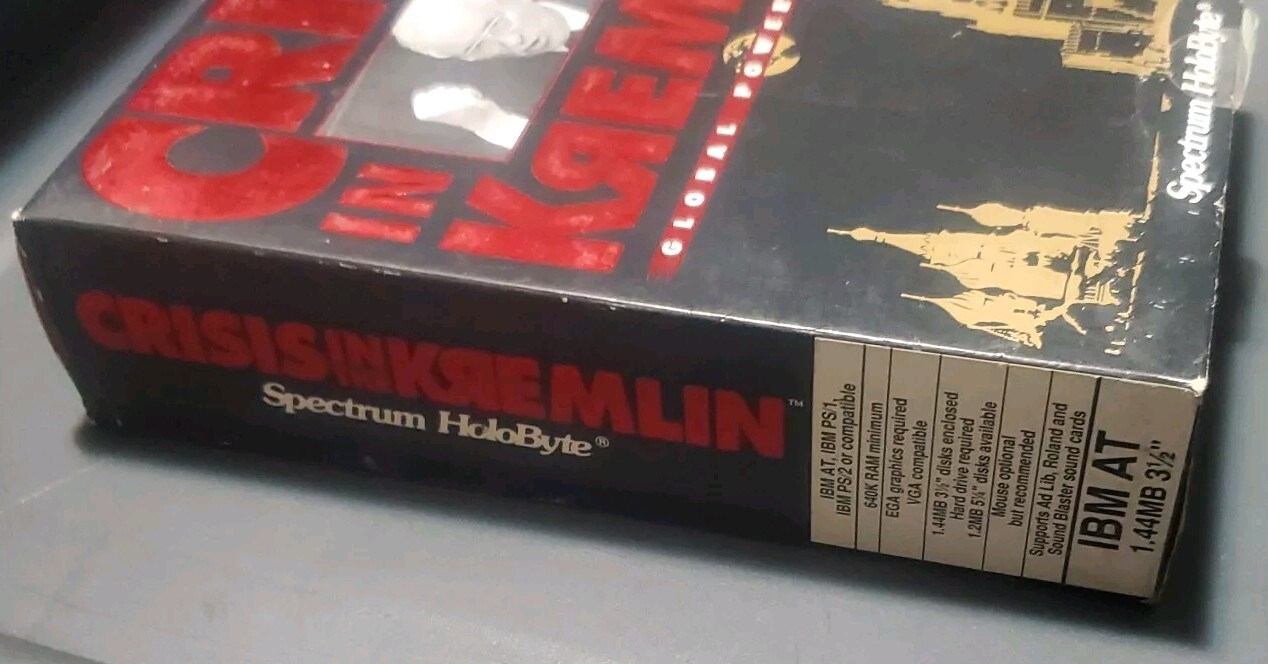 CRI
IN
KЯEM
GLOBAL POWER
Spectrum HoloByte®
CRISIS IN KЯEMLIN™
Spectrum HoloByte®
IBM AT, IBM PS/1,
IBM PS/2 or compatible
640K RAM minimum
EGA graphics required
VGA compatible
1.44MB 3½" disks enclosed
Hard drive required
1.2MB 5¼" disks available
Mouse optional
but recommended
Supports Ad Lib, Roland and
Sound Blaster sound cards
IBM AT
1.44MB 3½"